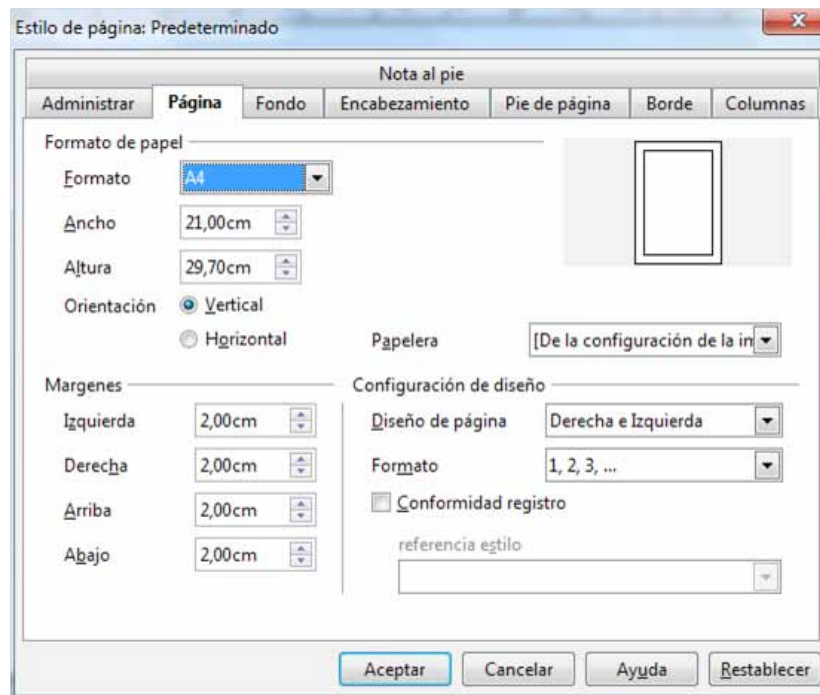 Estilo de página: Predeterminado
Nota al pie
Administrar Página Fondo Encabezamiento Pie de página Borde Columnas
Formato de papel
Formato A4
Ancho 21,00cm
Altura 29,70cm
Orientación Vertical
Horizontal Papelera [De la configuración de la in
Margenes Configuración de diseño
Izquierda 2,00cm Diseño de página Derecha e Izquierda
Derecha 2,00cm Formato 1, 2, 3, ...
Arriba 2,00cm Conformidad registro
Abajo 2,00cm referencia estilo
Aceptar Cancelar Ayuda Restablecer